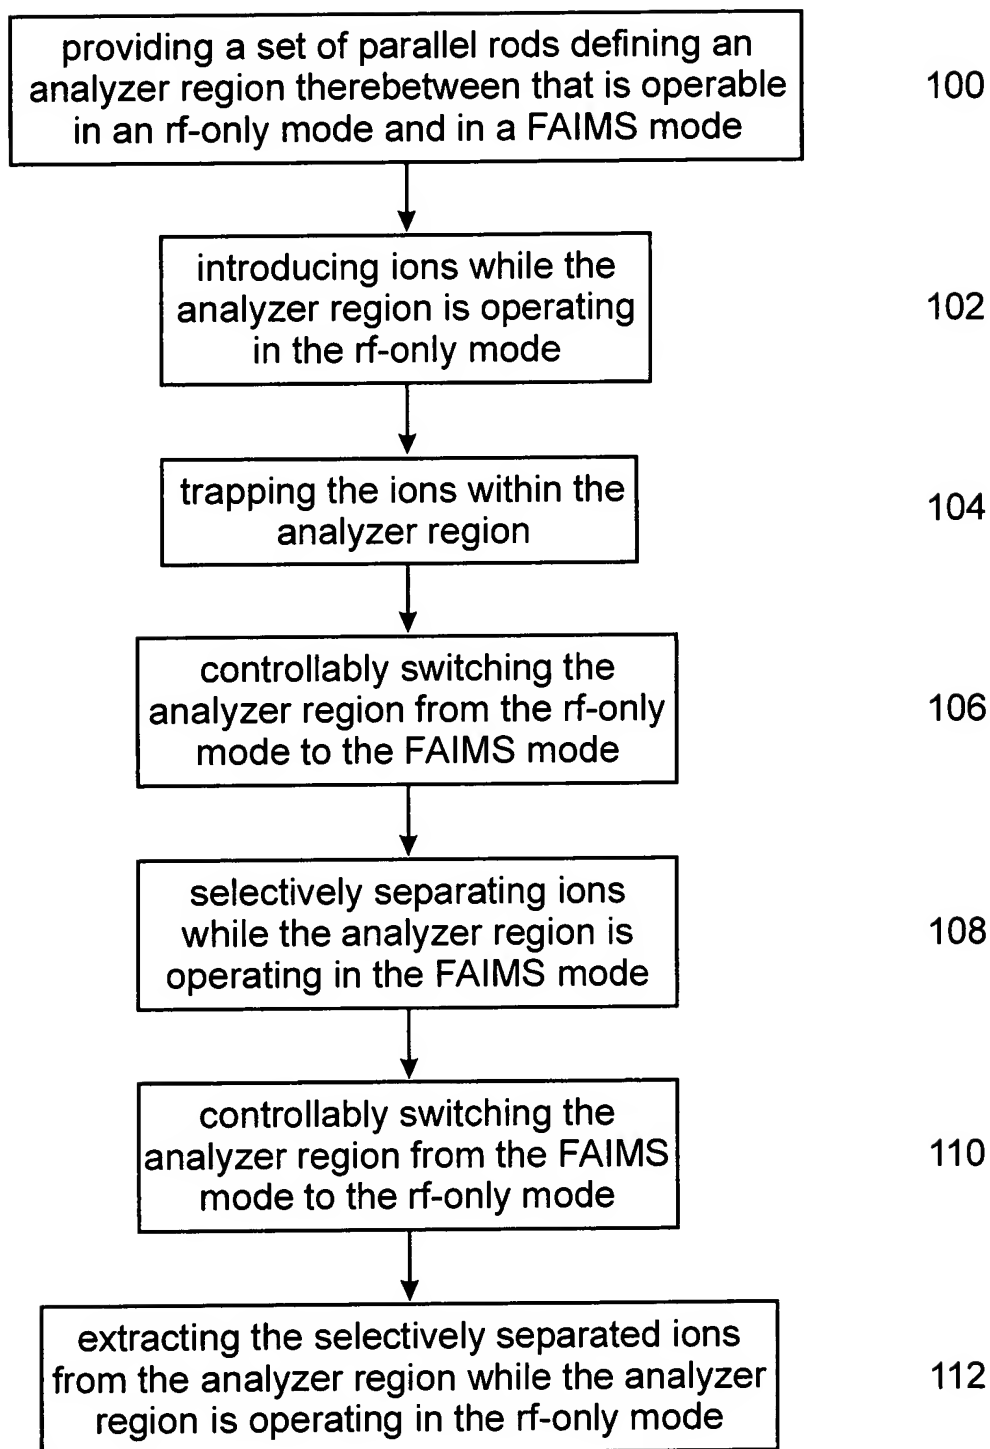 providing a set of parallel rods defining an
analyzer region therebetween that is operable
in an rf-only mode and in a FAIMS mode
100
introducing ions while the
analyzer region is operating
in the rf-only mode
102
trapping the ions within the
analyzer region
104
controllably switching the
analyzer region from the rf-only
mode to the FAIMS mode
106
selectively separating ions
while the analyzer region is
operating in the FAIMS mode
108
controllably switching the
analyzer region from the FAIMS
mode to the rf-only mode
110
extracting the selectively separated ions
from the analyzer region while the analyzer
region is operating in the rf-only mode
112